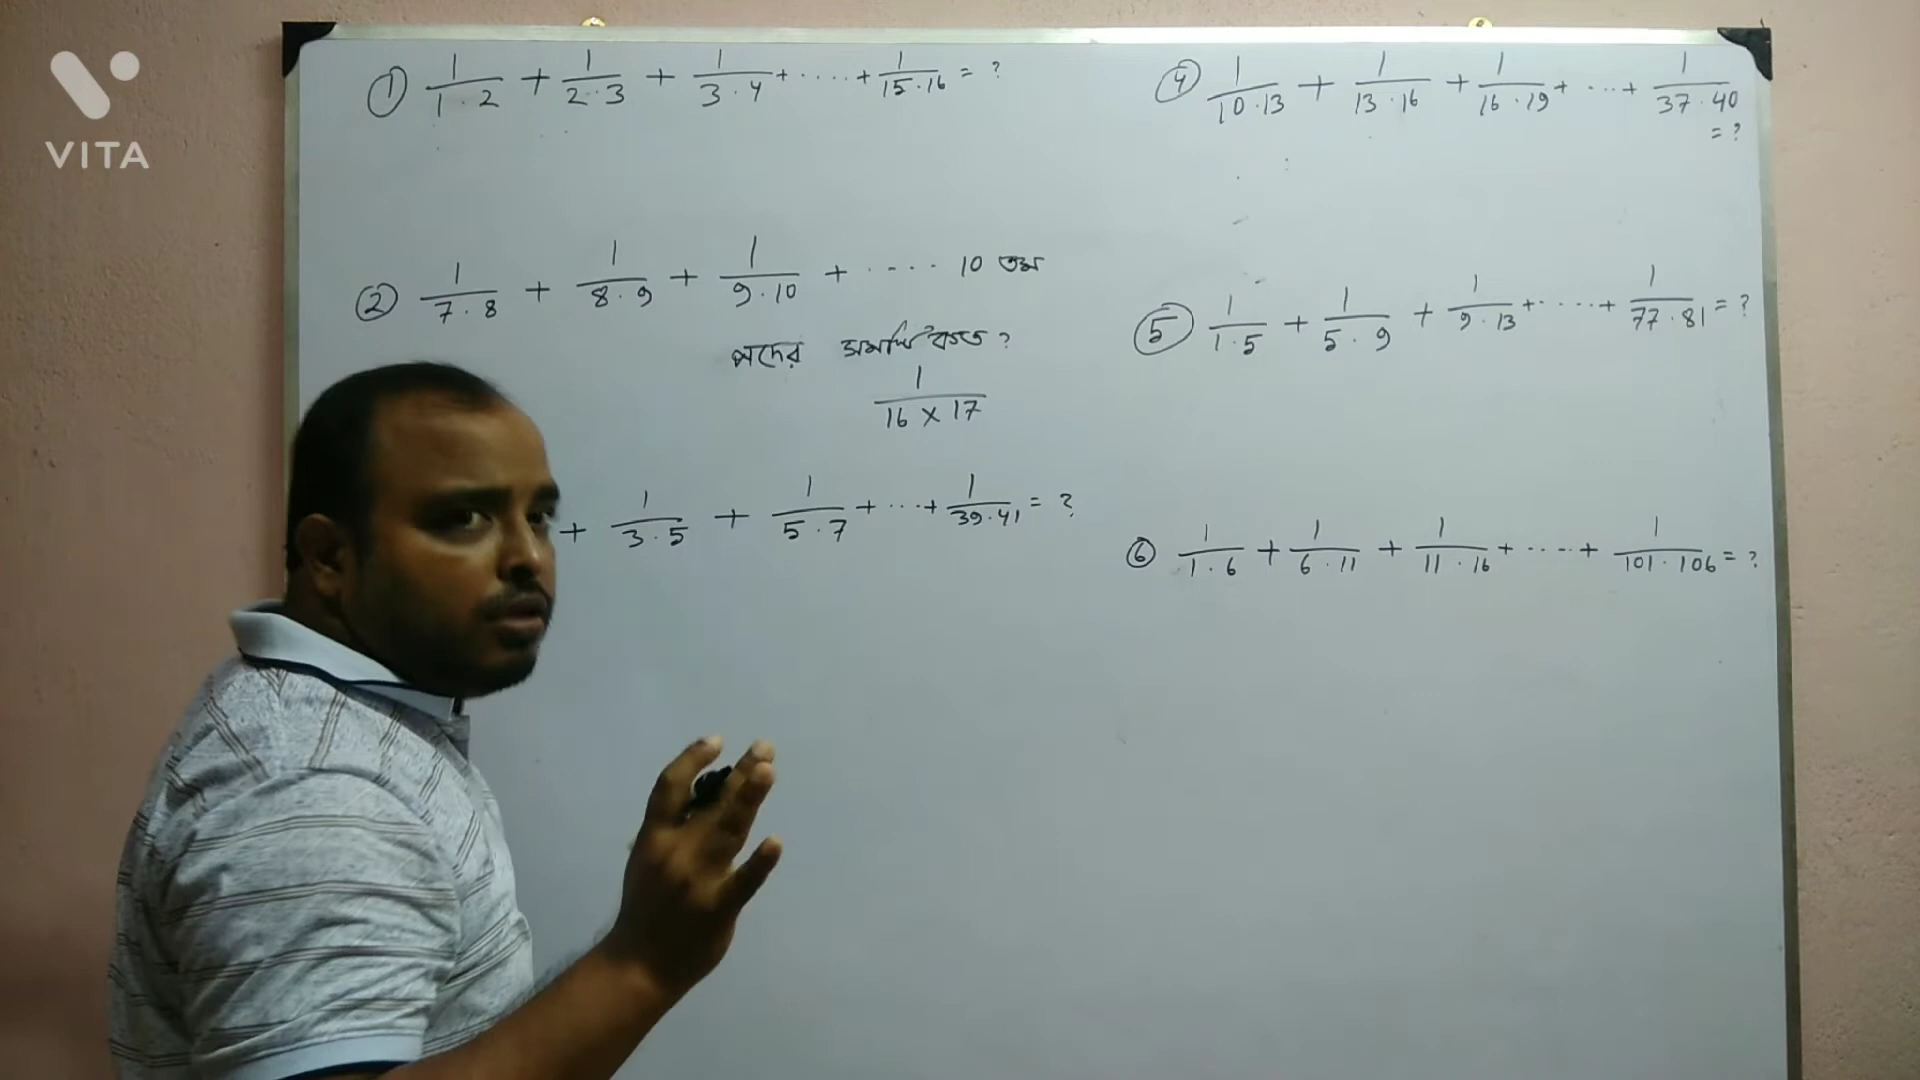 VITA
① 1/1·2 + 1/2·3 + 1/3·4 + ..... + 1/15·16 = ?
② 1/7·8 + 1/8·9 + 1/9·10 + ..... 10 তম
পদের সমষ্টি কত?
1/16 × 17
+ 1/3·5 + 1/5·7 + ... + 1/39·41 = ?
④ 1/10·13 + 1/13·16 + 1/16·19 + ... + 1/37·40
= ?
⑤ 1/1·5 + 1/5·9 + 1/9·13 + ..... + 1/77·81 = ?
⑥ 1/1·6 + 1/6·11 + 1/11·16 + ..... + 1/101·106 = ?